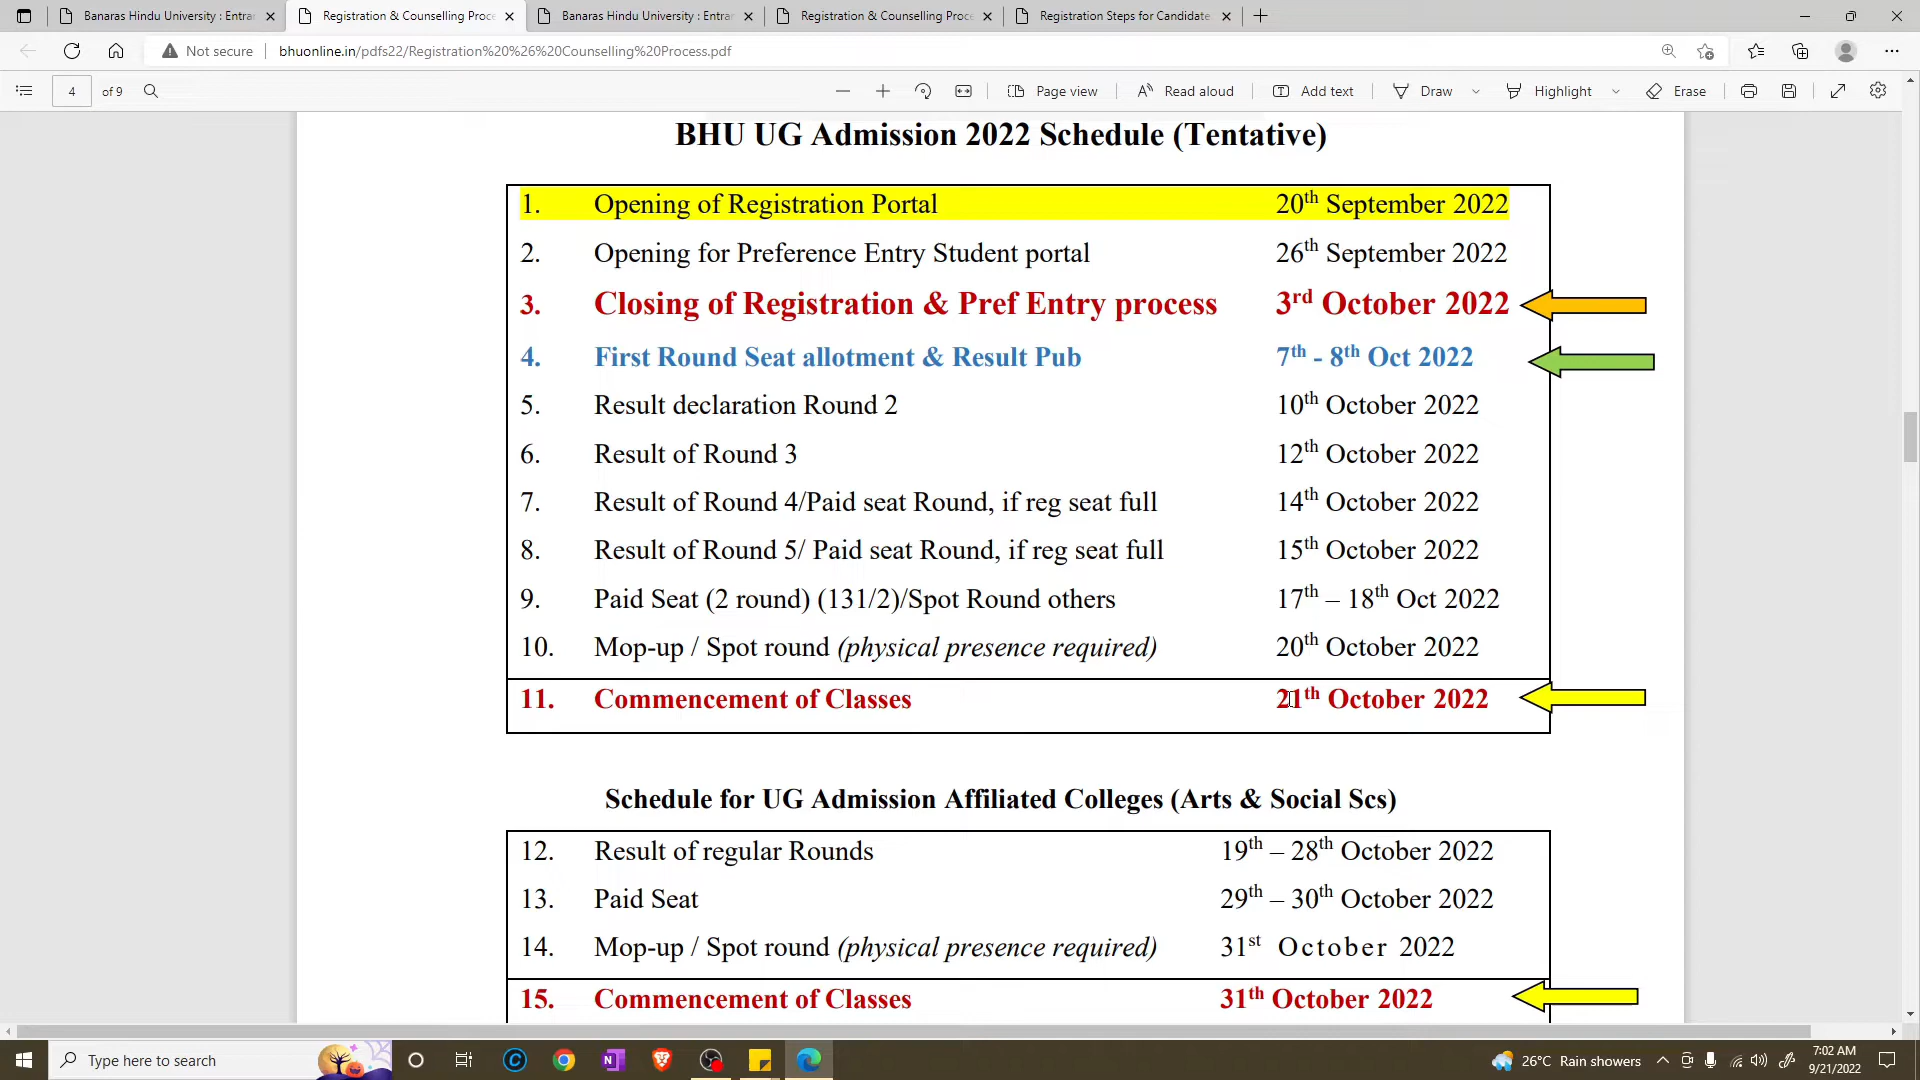 Banaras Hindu University : Entran
Registration & Counselling Proce
Banaras Hindu University : Entran
Registration & Counselling Proce
Registration Steps for Candidate
Not secure
bhuonline.in/pdfs22/Registration%20%26%20Counselling%20Process.pdf
4 of 9
Page view
Read aloud
Add text
Draw
Highlight
Erase
BHU UG Admission 2022 Schedule (Tentative)
1. Opening of Registration Portal 20th September 2022
2. Opening for Preference Entry Student portal 26th September 2022
3. Closing of Registration & Pref Entry process 3rd October 2022
4. First Round Seat allotment & Result Pub 7th - 8th Oct 2022
5. Result declaration Round 2 10th October 2022
6. Result of Round 3 12th October 2022
7. Result of Round 4/Paid seat Round, if reg seat full 14th October 2022
8. Result of Round 5/ Paid seat Round, if reg seat full 15th October 2022
9. Paid Seat (2 round) (131/2)/Spot Round others 17th – 18th Oct 2022
10. Mop-up / Spot round (physical presence required) 20th October 2022
11. Commencement of Classes 21th October 2022
Schedule for UG Admission Affiliated Colleges (Arts & Social Scs)
12. Result of regular Rounds 19th – 28th October 2022
13. Paid Seat 29th – 30th October 2022
14. Mop-up / Spot round (physical presence required) 31st October 2022
15. Commencement of Classes 31th October 2022
Type here to search
26°C Rain showers
7:02 AM
9/21/2022